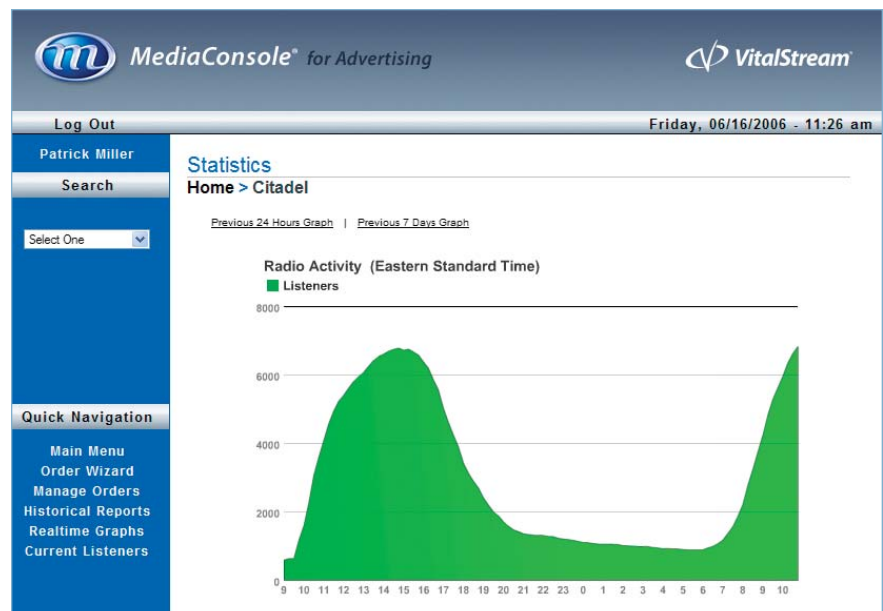 m MediaConsole® for Advertising
VitalStream
Log Out
Friday, 06/16/2006 - 11:26 am
Patrick Miller
Search
Select One
Quick Navigation
Main Menu
Order Wizard
Manage Orders
Historical Reports
Realtime Graphs
Current Listeners
Statistics
Home > Citadel
Previous 24 Hours Graph | Previous 7 Days Graph
Radio Activity (Eastern Standard Time)
Listeners
8000
6000
4000
2000
0
9 10 11 12 13 14 15 16 17 18 19 20 21 22 23 0 1 2 3 4 5 6 7 8 9 10